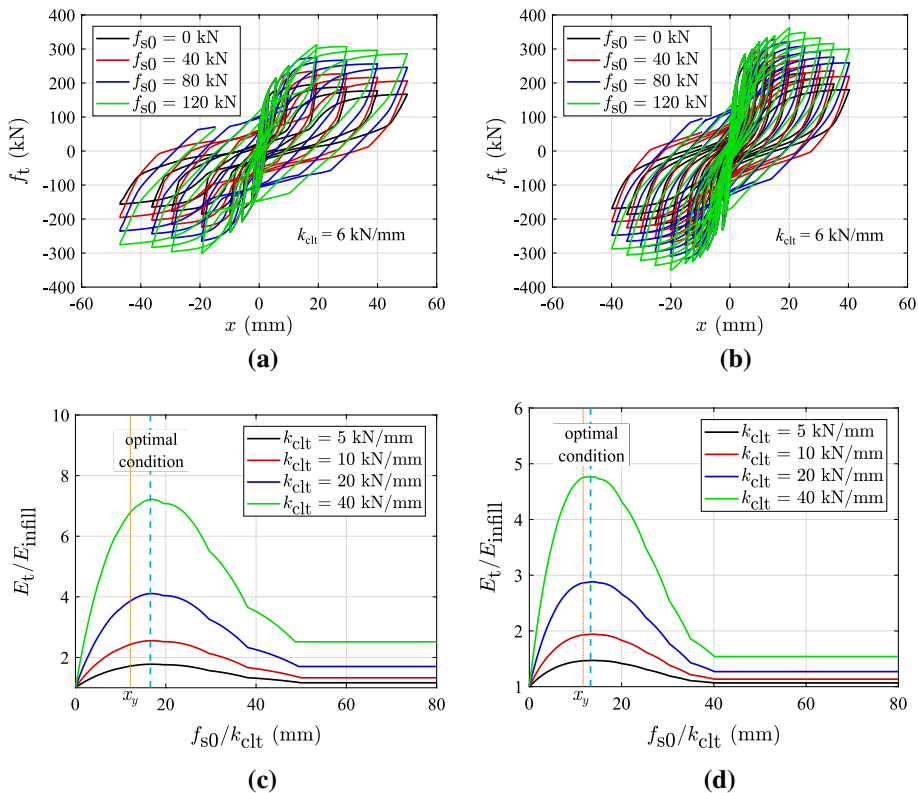 400
300
200
100
0
-100
-200
-300
-400
f_t (kN)
f_s0 = 0 kN
f_s0 = 40 kN
f_s0 = 80 kN
f_s0 = 120 kN
k_clt = 6 kN/mm
-60 -40 -20 0 20 40 60
x (mm)
(a)
400
300
200
100
0
-100
-200
-300
-400
f_t (kN)
f_s0 = 0 kN
f_s0 = 40 kN
f_s0 = 80 kN
f_s0 = 120 kN
k_clt = 6 kN/mm
-60 -40 -20 0 20 40 60
x (mm)
(b)
10
8
6
4
2
E_t/E_infill
optimal
condition
k_clt = 5 kN/mm
k_clt = 10 kN/mm
k_clt = 20 kN/mm
k_clt = 40 kN/mm
0 x_y 20 40 60 80
f_s0/k_clt (mm)
(c)
6
5
4
3
2
1
E_t/E_infill
optimal
condition
k_clt = 5 kN/mm
k_clt = 10 kN/mm
k_clt = 20 kN/mm
k_clt = 40 kN/mm
0 x_y 20 40 60 80
f_s0/k_clt (mm)
(d)